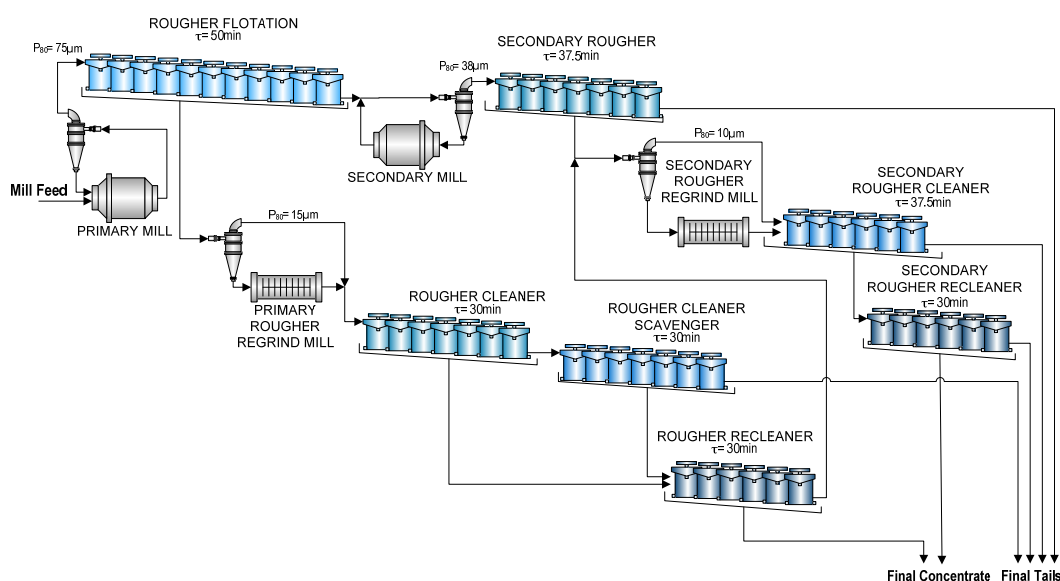 ROUGHER FLOTATION
τ= 50min
P80= 75µm
SECONDARY ROUGHER
τ= 37.5min
P80= 38µm
SECONDARY MILL
Mill Feed
PRIMARY MILL
P80= 10µm
SECONDARY
ROUGHER
REGRIND MILL
SECONDARY
ROUGHER CLEANER
τ= 37.5min
P80= 15µm
PRIMARY
ROUGHER
REGRIND MILL
ROUGHER CLEANER
τ= 30min
ROUGHER CLEANER
SCAVENGER
τ= 30min
SECONDARY
ROUGHER RECLEANER
τ= 30min
ROUGHER RECLEANER
τ= 30min
Final Concentrate
Final Tails